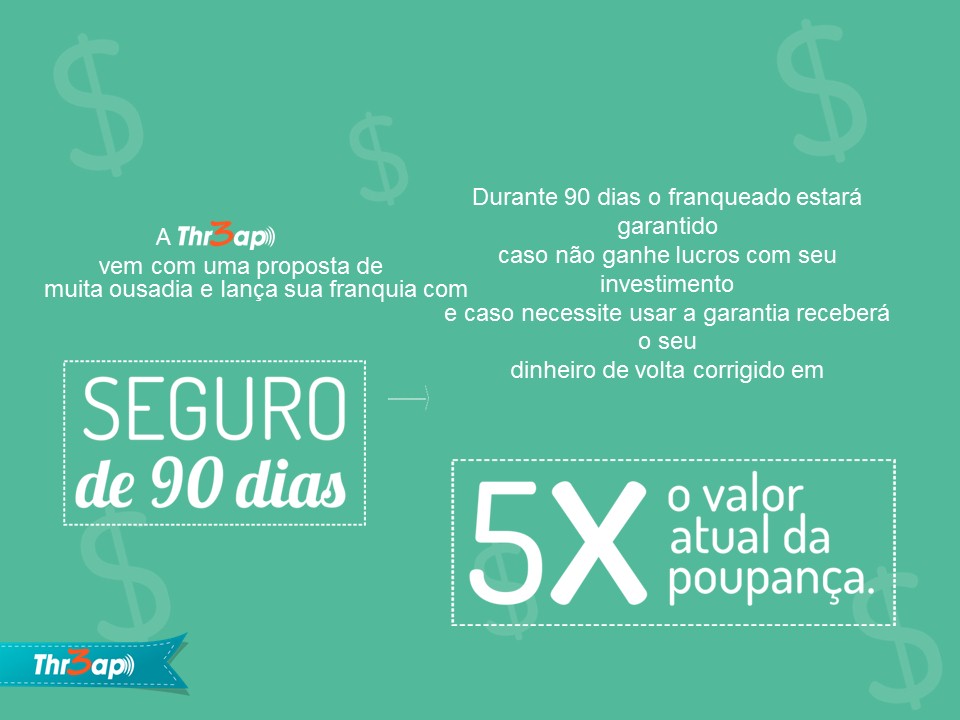 A Thr3ap
vem com uma proposta de
muita ousadia e lança sua franquia com
SEGURO
de 90 dias
Durante 90 dias o franqueado estará
garantido
caso não ganhe lucros com seu
investimento
e caso necessite usar a garantia receberá
o seu
dinheiro de volta corrigido em
5X o valor
atual da
poupança.
Thr3ap